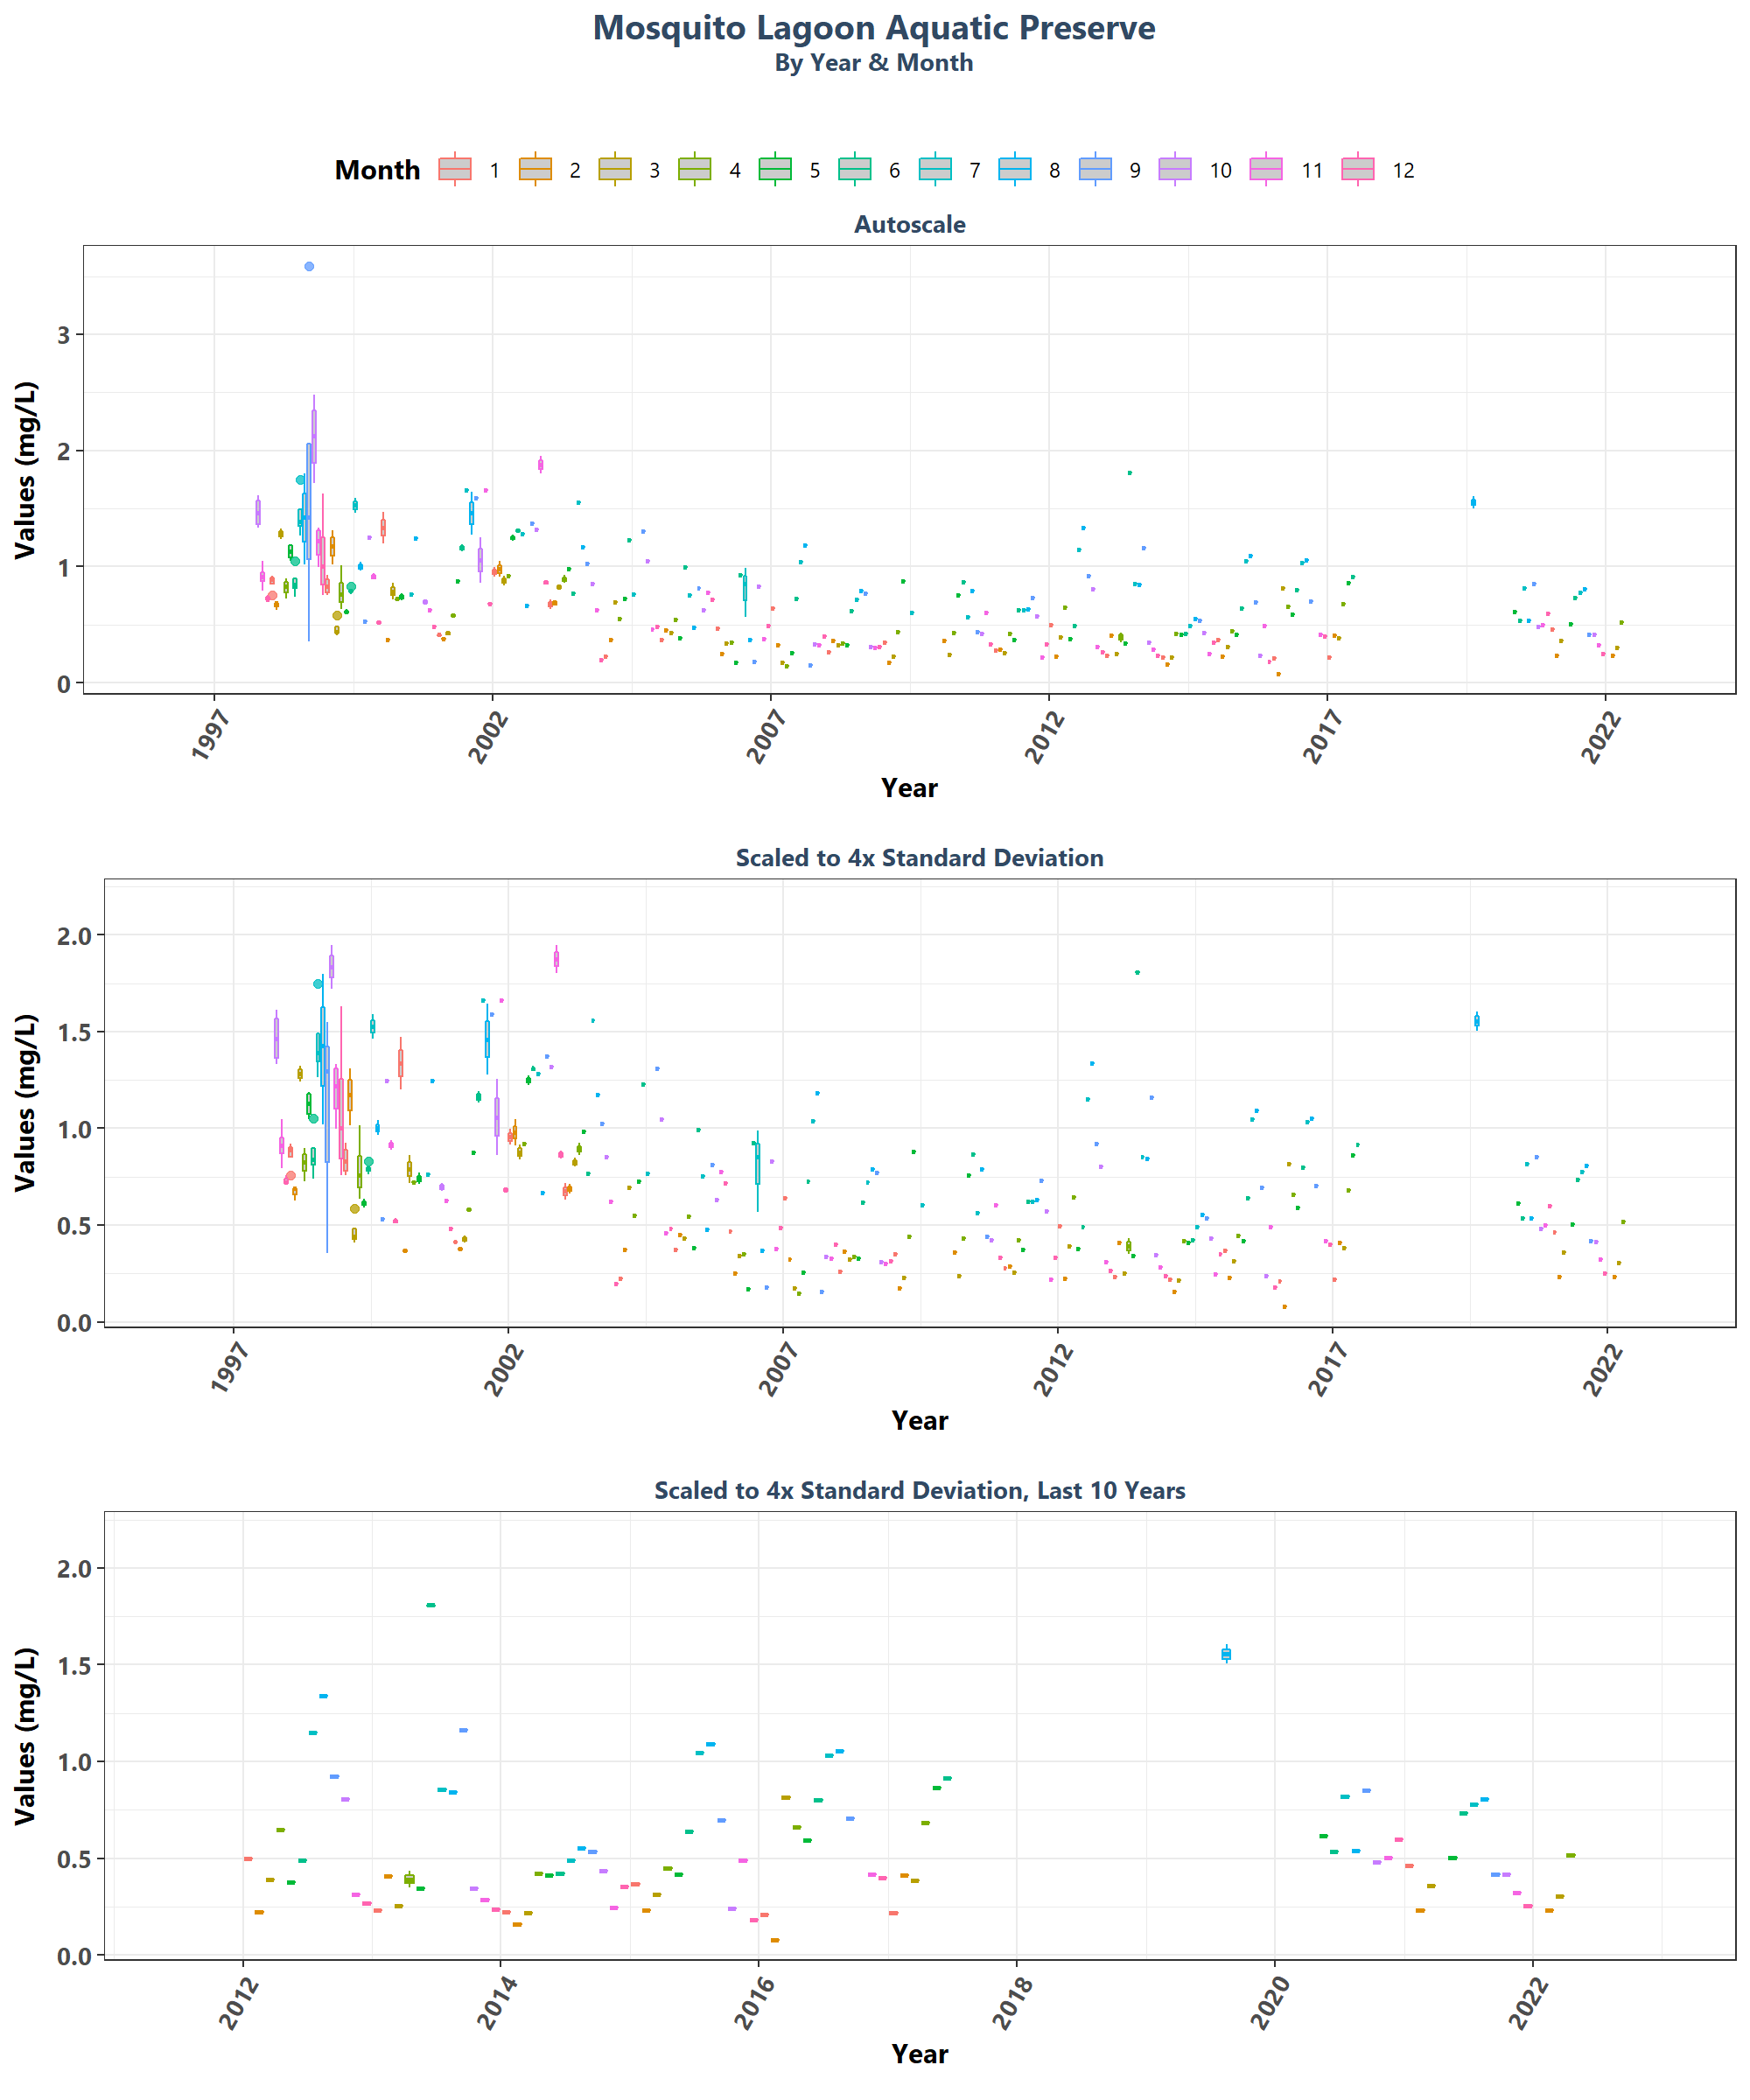 Mosquito Lagoon Aquatic Preserve
By Year & Month
Month 1 2 3 4 5 6 7 8 9 10 11 12
Autoscale
Values (mg/L)
3
2
1
0
1997 2002 2007 2012 2017 2022
Year
Scaled to 4x Standard Deviation
Values (mg/L)
2.0
1.5
1.0
0.5
0.0
1997 2002 2007 2012 2017 2022
Year
Scaled to 4x Standard Deviation, Last 10 Years
Values (mg/L)
2.0
1.5
1.0
0.5
0.0
2012 2014 2016 2018 2020 2022
Year